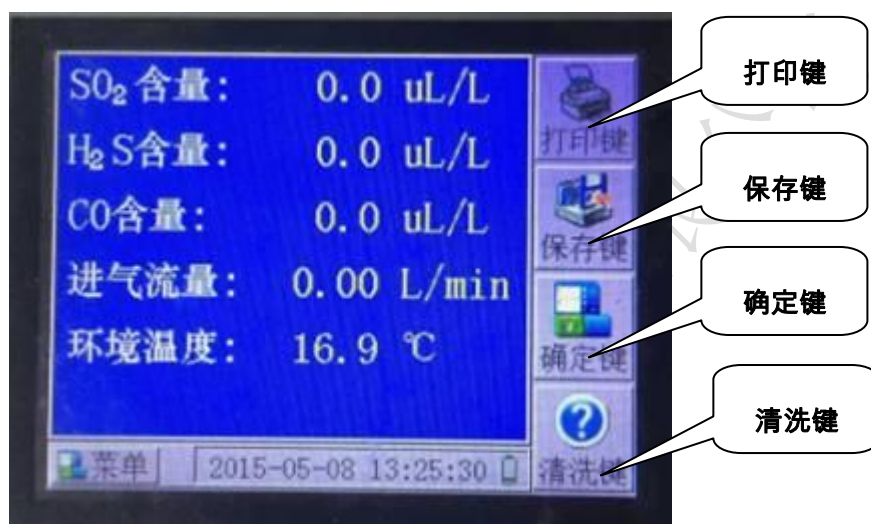 SO₂含量: 0.0 uL/L
H₂S含量: 0.0 uL/L
CO含量: 0.0 uL/L
进气流量: 0.00 L/min
环境温度: 16.9 ℃
菜单 2015-05-08 13:25:30
打印键
保存键
确定键
清洗键
打印键
保存键
确定键
清洗键